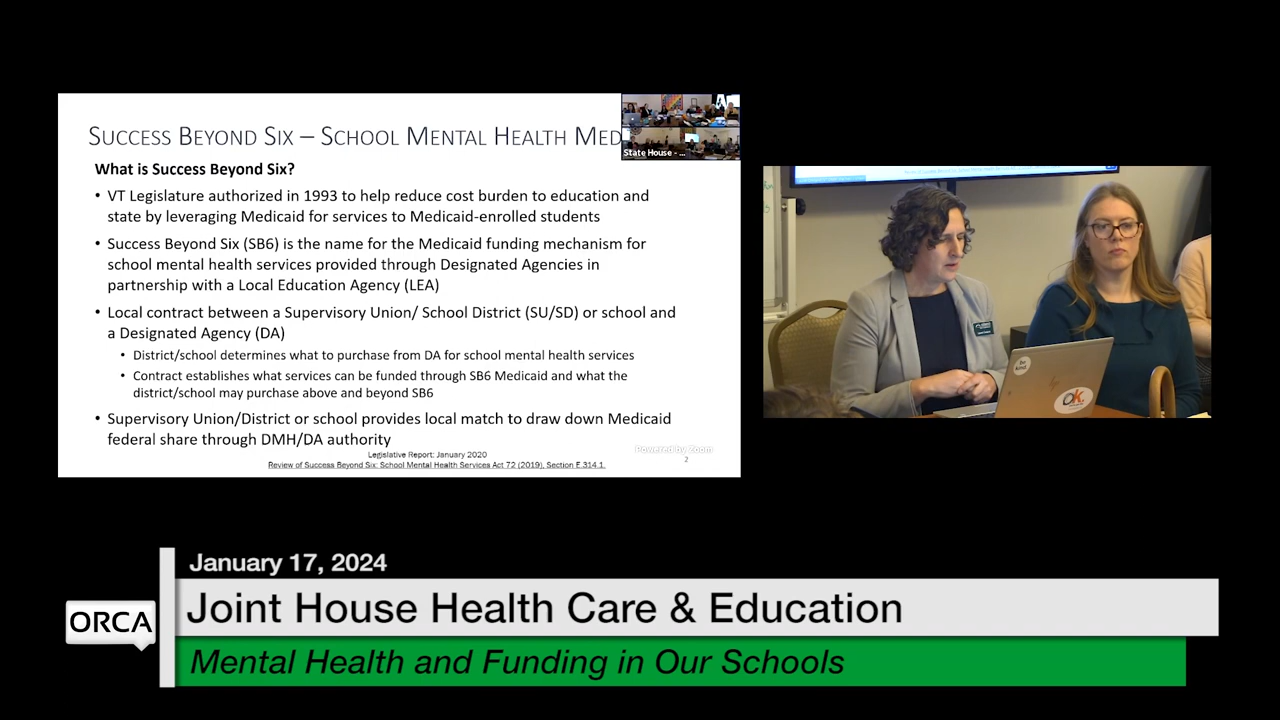 SUCCESS BEYOND SIX – SCHOOL MENTAL HEALTH MED
State House - ...
What is Success Beyond Six?
• VT Legislature authorized in 1993 to help reduce cost burden to education and
state by leveraging Medicaid for services to Medicaid-enrolled students
• Success Beyond Six (SB6) is the name for the Medicaid funding mechanism for
school mental health services provided through Designated Agencies in
partnership with a Local Education Agency (LEA)
• Local contract between a Supervisory Union/ School District (SU/SD) or school and
a Designated Agency (DA)
• District/school determines what to purchase from DA for school mental health services
• Contract establishes what services can be funded through SB6 Medicaid and what the
district/school may purchase above and beyond SB6
• Supervisory Union/District or school provides local match to draw down Medicaid
federal share through DMH/DA authority
Legislative Report: January 2020
Review of Success Beyond Six: School Mental Health Services Act 72 (2019), Section E.314.1.
Powered by Zoom
2
be kind
OK.
January 17, 2024
ORCA
Joint House Health Care & Education
Mental Health and Funding in Our Schools